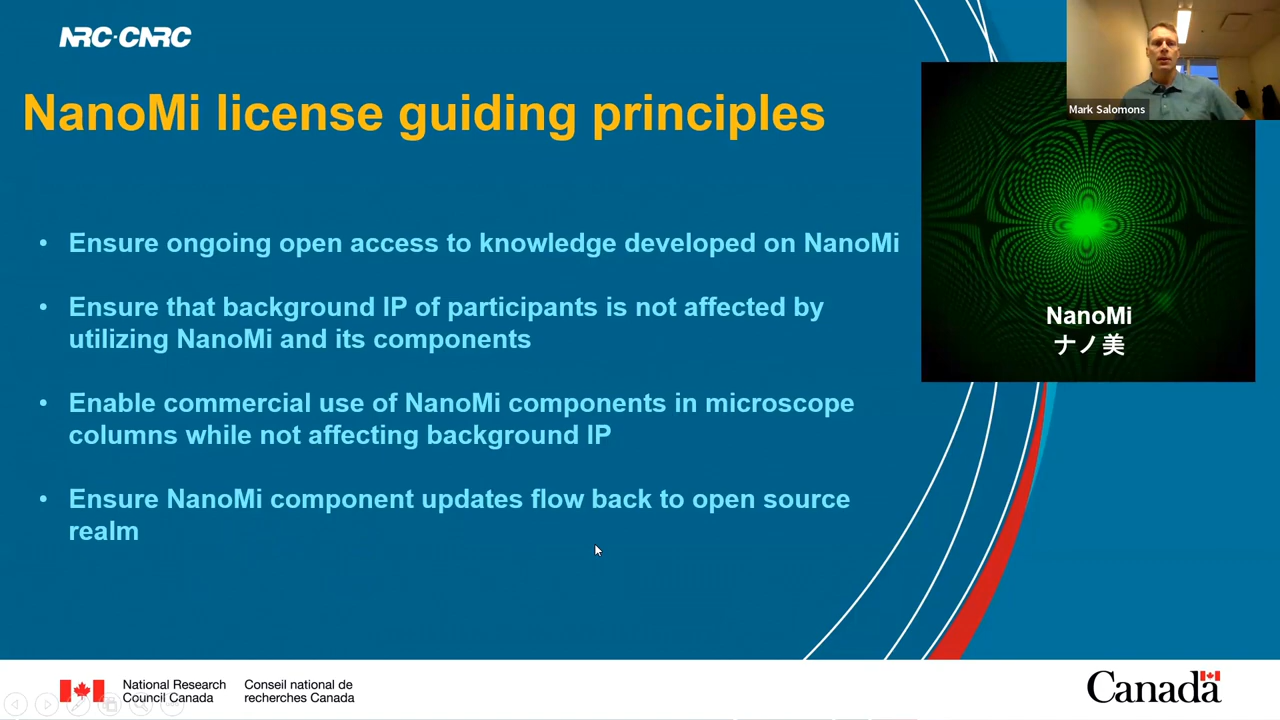 NRC·CNRC
Mark Salomons
NanoMi license guiding principles
• Ensure ongoing open access to knowledge developed on NanoMi
• Ensure that background IP of participants is not affected by
utilizing NanoMi and its components
• Enable commercial use of NanoMi components in microscope
columns while not affecting background IP
• Ensure NanoMi component updates flow back to open source
realm
NanoMi
ナノ美
National Research
Council Canada
Conseil national de
recherches Canada
Canada